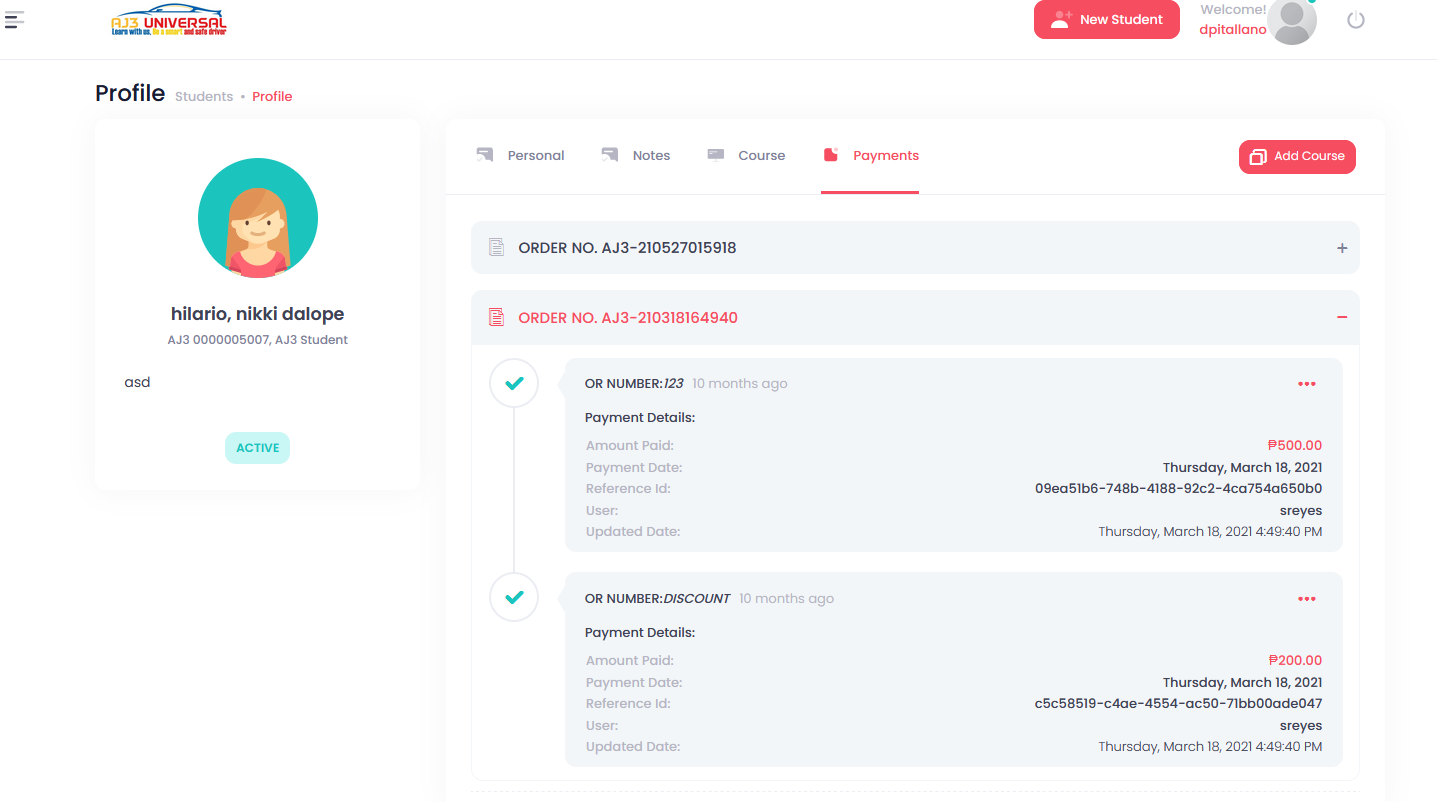 AJ3 UNIVERSAL
Learn with us. Be a smart and safe driver
New Student
Welcome!
dpitallano
Profile Students • Profile
hilario, nikki dalope
AJ3 0000005007, AJ3 Student
asd
ACTIVE
Personal Notes Course Payments Add Course
ORDER NO. AJ3-210527015918 +
ORDER NO. AJ3-210318164940 −
OR NUMBER:123 10 months ago
Payment Details:
Amount Paid: ₱500.00
Payment Date: Thursday, March 18, 2021
Reference Id: 09ea51b6-748b-4188-92c2-4ca754a650b0
User: sreyes
Updated Date: Thursday, March 18, 2021 4:49:40 PM
OR NUMBER:DISCOUNT 10 months ago
Payment Details:
Amount Paid: ₱200.00
Payment Date: Thursday, March 18, 2021
Reference Id: c5c58519-c4ae-4554-ac50-71bb00ade047
User: sreyes
Updated Date: Thursday, March 18, 2021 4:49:40 PM